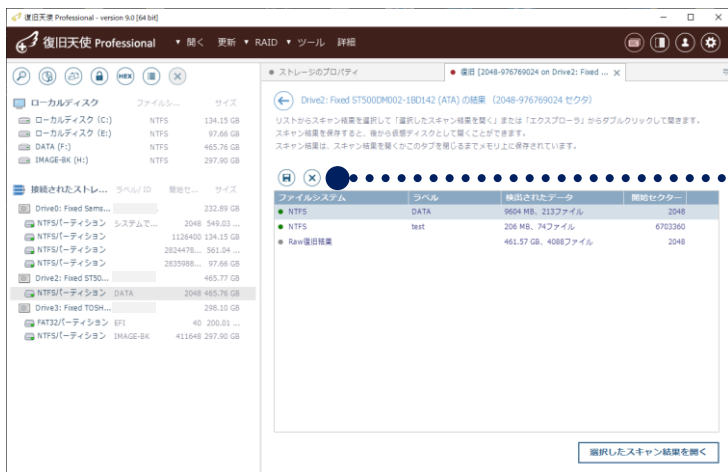 復旧天使 Professional - version 9.0 [64 bit]
復旧天使 Professional ▾ 開く 更新 ▾ RAID ▾ ツール 詳細
HEX
ローカルディスク ファイルシ... サイズ
ローカルディスク (C:) NTFS 134.15 GB
ローカルディスク (E:) NTFS 97.66 GB
DATA (F:) NTFS 465.76 GB
IMAGE-BK (H:) NTFS 297.90 GB
接続されたストレ... ラベル/ ID 開始セ... サイズ
Drive0: Fixed Sams... 232.89 GB
NTFSパーティション システムで... 2048 549.03 ...
NTFSパーティション 1126400 134.15 GB
NTFSパーティション 2824478... 561.04 ...
NTFSパーティション 2835988... 97.66 GB
Drive2: Fixed ST50... 465.77 GB
NTFSパーティション DATA 2048 465.76 GB
Drive3: Fixed TOSH... 298.10 GB
FAT32パーティション EFI 40 200.01 ...
NTFSパーティション IMAGE-BK 411648 297.90 GB
ストレージのプロパティ
復旧 [2048-976769024 on Drive2: Fixed ...
Drive2: Fixed ST500DM002-1BD142 (ATA) の結果 (2048-976769024 セクタ)
リストからスキャン結果を選択して「選択したスキャン結果を開く」または「エクスプローラ」からダブルクリックして開きます。
スキャン結果を保存すると、後から仮想ディスクとして開くことができます。
スキャン結果は、スキャン結果を開くかこのタブを閉じるまでメモリ上に保存されています。
ファイルシステム ラベル 検出されたデータ 開始セクター
NTFS DATA 9604 MB、213ファイル 2048
NTFS test 206 MB、74ファイル 6703360
Raw復旧結果 461.57 GB、4088ファイル 2048
選択したスキャン結果を開く